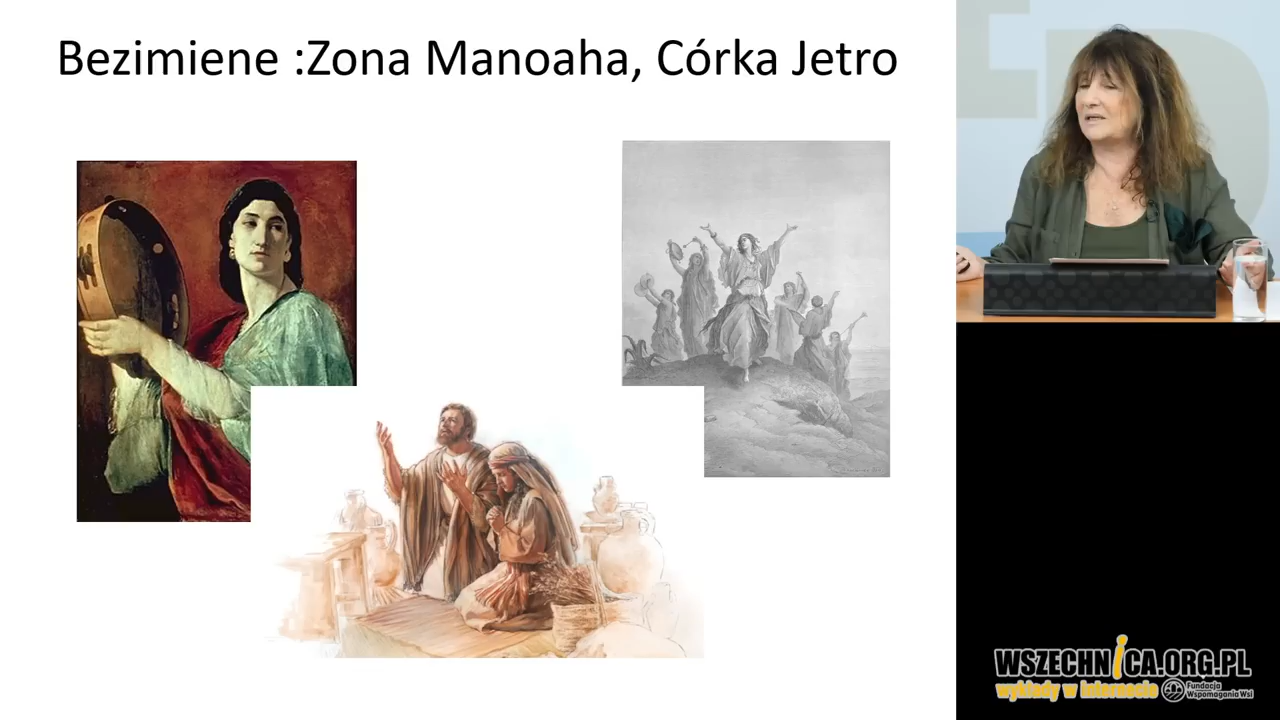 Bezimiene :Zona Manoaha, Córka Jetro
WSZECHNICA.ORG.PL
wykłady w internecie
Fundacja
Wspomagania Wsi